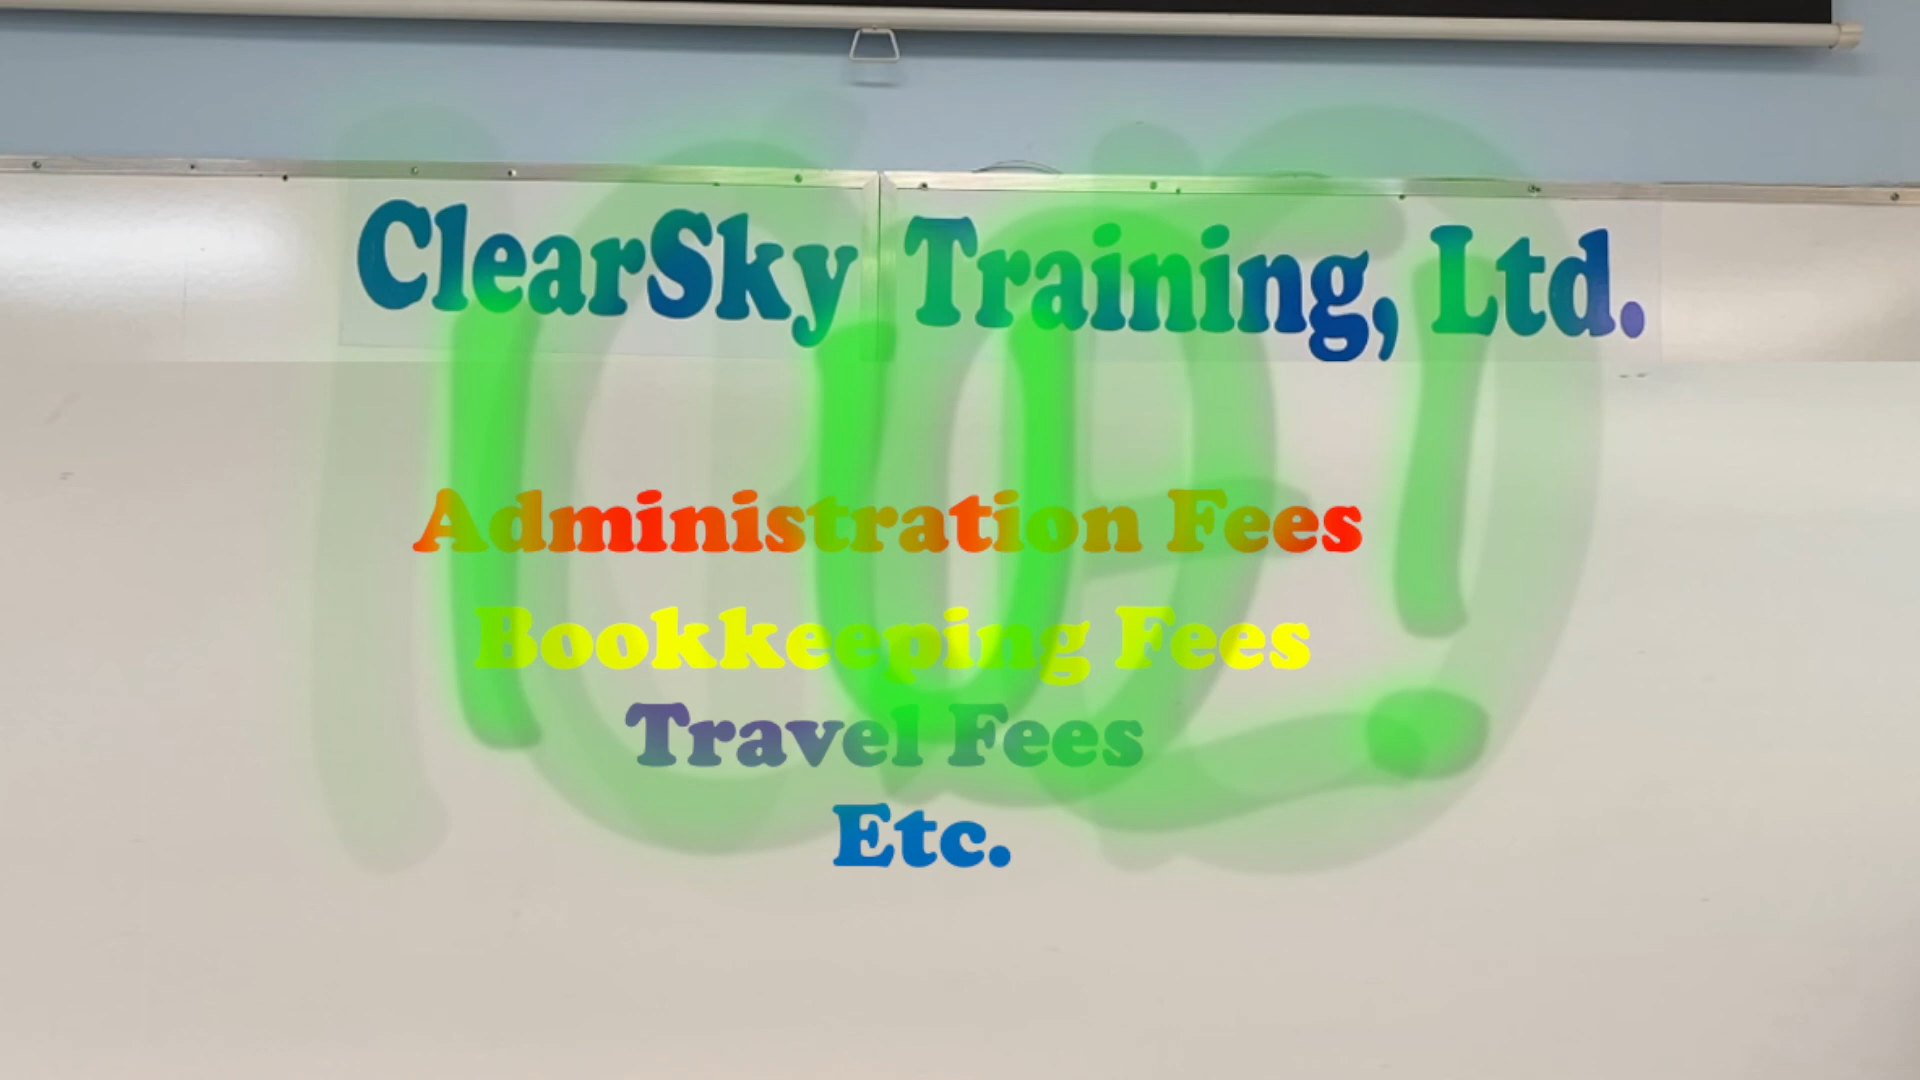 ClearSky Training, Ltd.
Administration Fees
Bookkeeping Fees
Travel Fees
Etc.